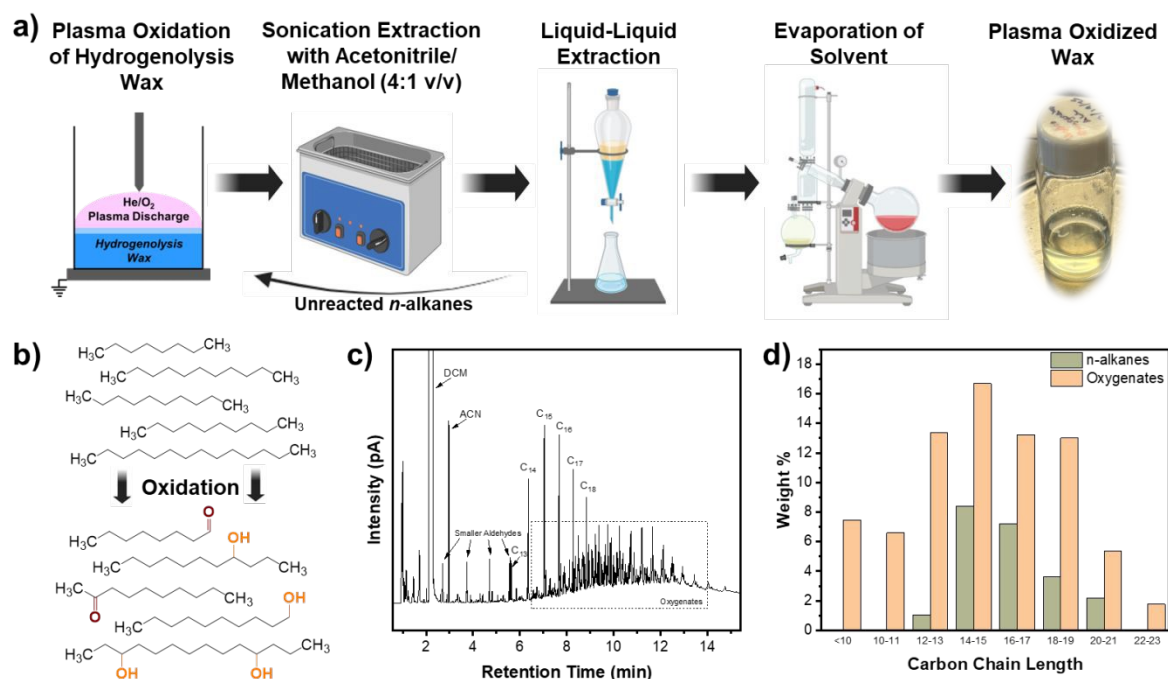 a)
Plasma Oxidation
of Hydrogenolysis
Wax
Sonication Extraction
with Acetonitrile/
Methanol (4:1 v/v)
Liquid-Liquid
Extraction
Evaporation of
Solvent
Plasma Oxidized
Wax
He/O2
Plasma Discharge
Hydrogenolysis
Wax
Unreacted n-alkanes
b)
H3C CH3
H3C CH3
H3C CH3
H3C CH3
H3C CH3
Oxidation
O
H3C
OH
H3C CH3
H3C CH3
O
OH
H3C
H3C CH3
OH OH
c)
Intensity (pA)
DCM
ACN
C15
C16
C17
C14
C18
Smaller Aldehydes
C13
Oxygenates
2 4 6 8 10 12 14
Retention Time (min)
d)
n-alkanes
Oxygenates
Weight %
18
16
14
12
10
8
6
4
2
0
<10 10-11 12-13 14-15 16-17 18-19 20-21 22-23
Carbon Chain Length